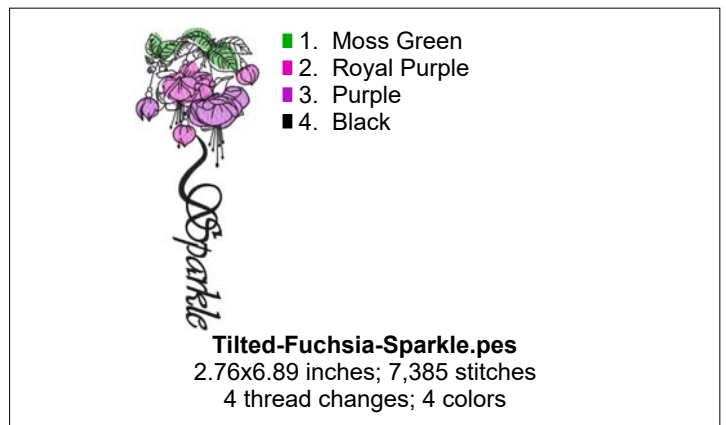 1. Moss Green
2. Royal Purple
3. Purple
4. Black
Sparkle
Tilted-Fuchsia-Sparkle.pes
2.76x6.89 inches; 7,385 stitches
4 thread changes; 4 colors